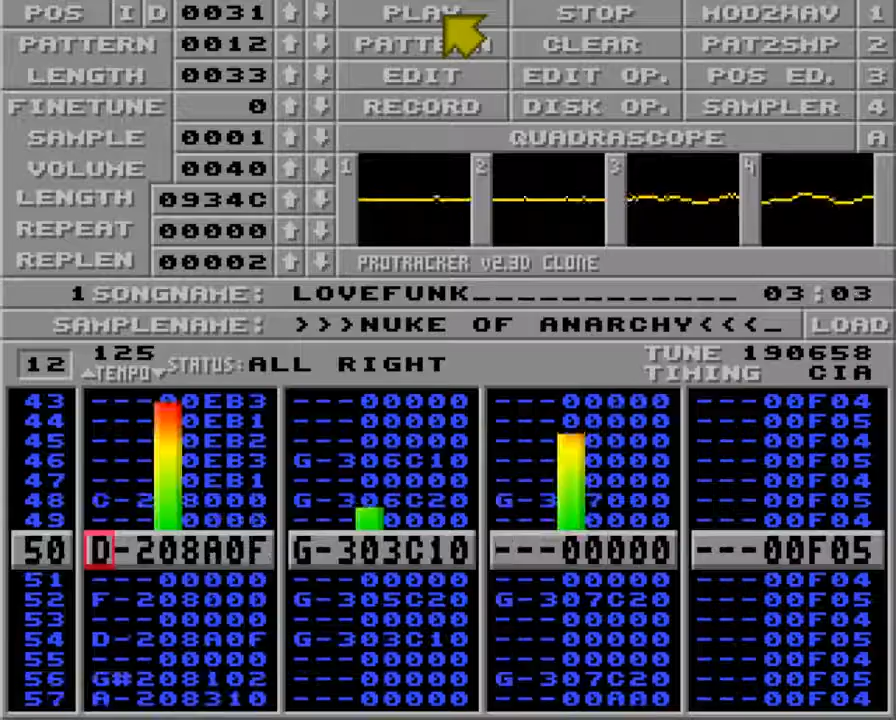 POS I D 0031 PLAY STOP MOD2WAV 1
PATTERN 0012 PATTERN CLEAR PAT2SMP 2
LENGTH 0033 EDIT EDIT OP. POS ED. 3
FINETUNE 0 RECORD DISK OP. SAMPLER 4
SAMPLE 0001 QUADRASCOPE A
VOLUME 0040 1 2 3 4
LENGTH 0934C
REPEAT 00000
REPLEN 00002 PROTRACKER v2.3D CLONE
1 SONGNAME: LOVEFUNK_____________ 03:03
SAMPLENAME: >>>NUKE OF ANARCHY<<<_ LOAD
12 125 TEMPO STATUS: ALL RIGHT TUNE 190658
TIMING CIA
43 ---00EB3 ---00000 ---00000 ---00F04
44 ---00EB1 ---00000 ---00000 ---00F05
45 ---00EB2 ---00000 ---00000 ---00F04
46 ---00EB3 G-306C10 ---00000 ---00F05
47 ---00EB1 ---00000 ---00000 ---00F04
48 C-208000 G-306C20 G-307000 ---00F05
49 ---00000 ---00000 ---00000 ---00F04
50 D-208A0F G-303C10 ---00000 ---00F05
51 ---00000 ---00000 ---00000 ---00F04
52 F-208000 G-305C20 G-307C20 ---00F05
53 ---00000 ---00000 ---00000 ---00F04
54 D-208A0F G-303C10 ---00000 ---00F05
55 ---00000 ---00000 ---00000 ---00F04
56 G#208102 ---00000 G-307C20 ---00F05
57 A-208310 ---00000 ---00AA0 ---00F04